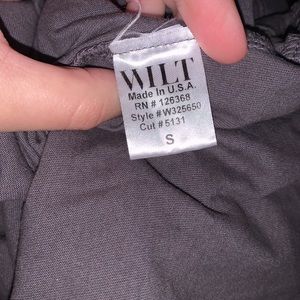 WILT
Made In U.S.A.
RN # 126368
Style # W325650
Cut # 5131
S